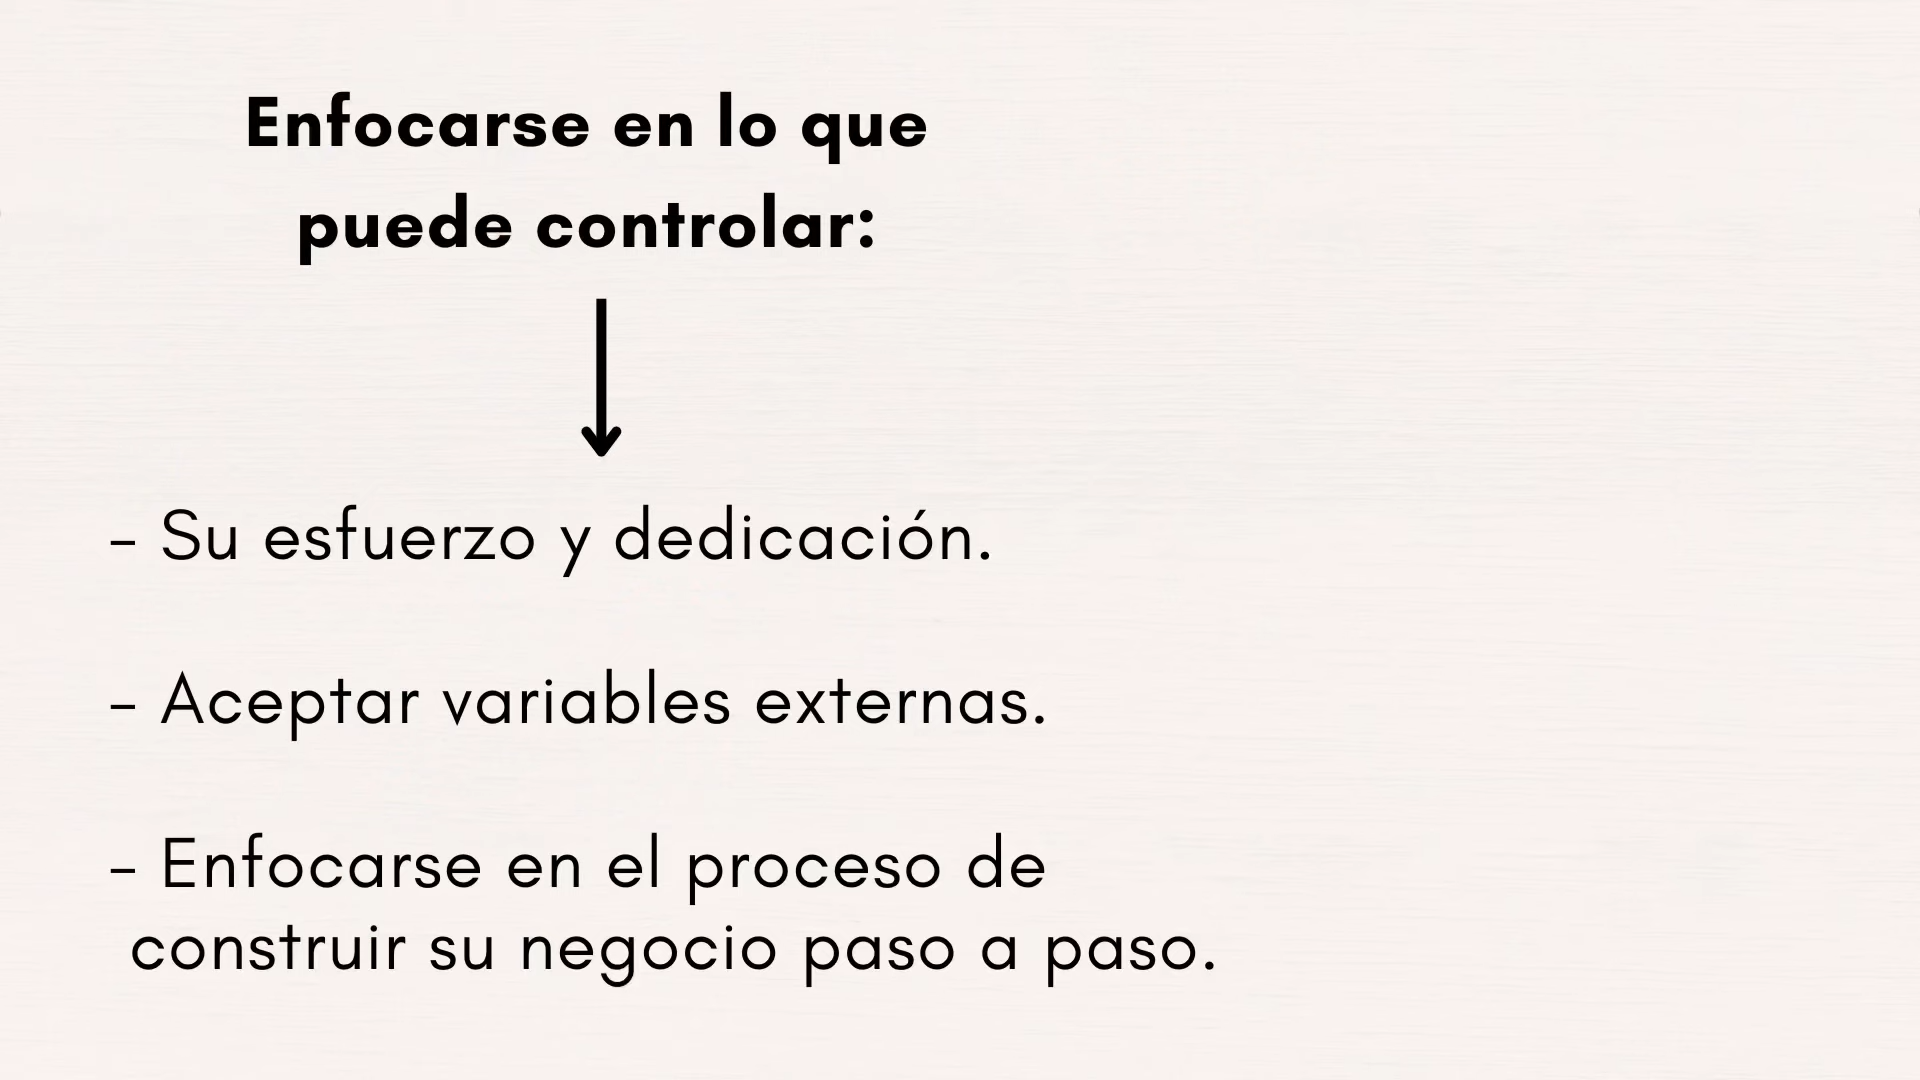 Enfocarse en lo que
puede controlar:
- Su esfuerzo y dedicación.
- Aceptar variables externas.
- Enfocarse en el proceso de
construir su negocio paso a paso.